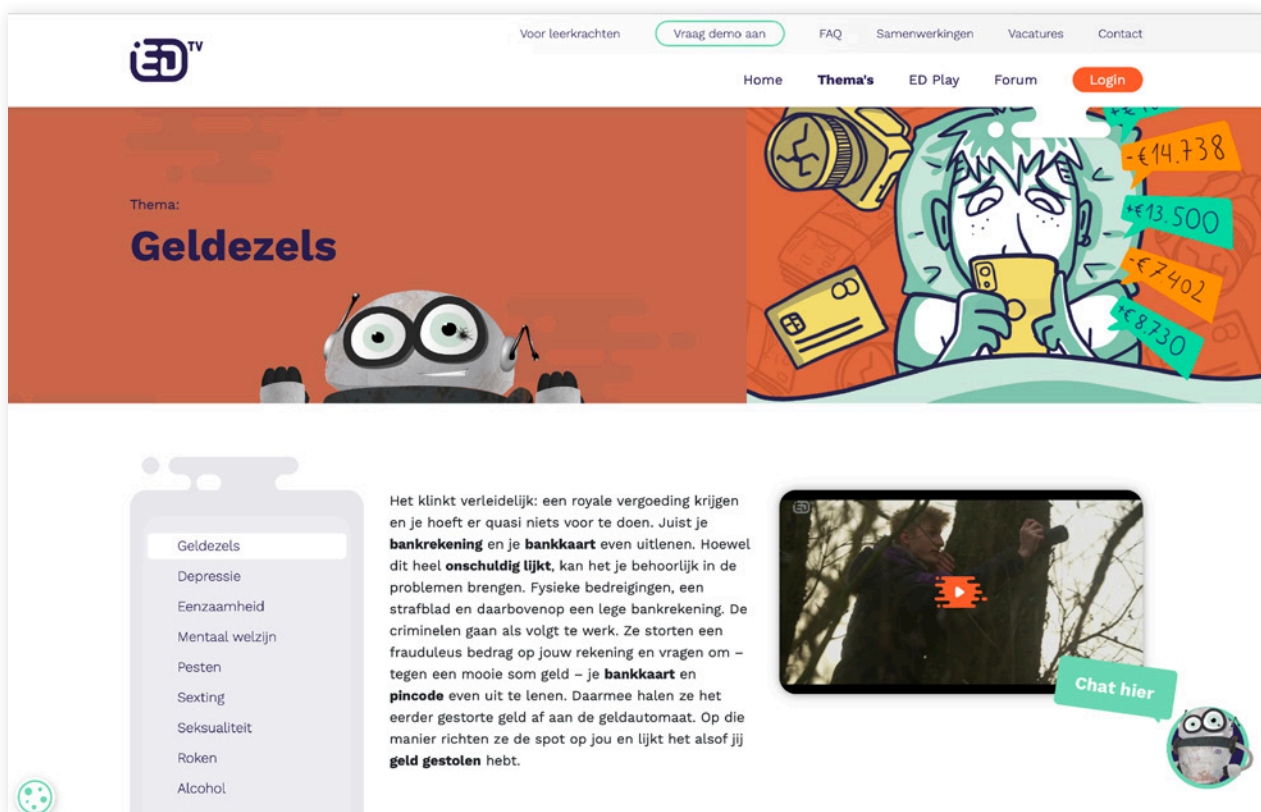 iED TV
Voor leerkrachten
Vraag demo aan
FAQ
Samenwerkingen
Vacatures
Contact
Home
Thema's
ED Play
Forum
Login
Thema:
Geldezels
- €14.738
+€13.500
- €7.402
+€8.730
Geldezels
Depressie
Eenzaamheid
Mentaal welzijn
Pesten
Sexting
Seksualiteit
Roken
Alcohol
Het klinkt verleidelijk: een royale vergoeding krijgen
en je hoeft er quasi niets voor te doen. Juist je
bankrekening en je bankkaart even uitlenen. Hoewel
dit heel onschuldig lijkt, kan het je behoorlijk in de
problemen brengen. Fysieke bedreigingen, een
strafblad en daarbovenop een lege bankrekening. De
criminelen gaan als volgt te werk. Ze storten een
frauduleus bedrag op jouw rekening en vragen om –
tegen een mooie som geld – je bankkaart en
pincode even uit te lenen. Daarmee halen ze het
eerder gestorte geld af aan de geldautomaat. Op die
manier richten ze de spot op jou en lijkt het alsof jij
geld gestolen hebt.
ED
Chat hier